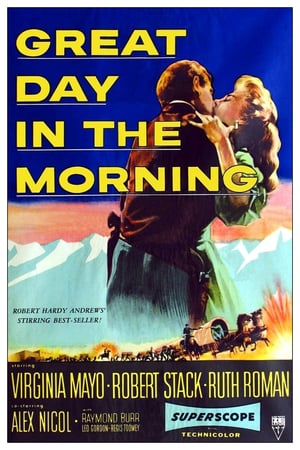 GREAT
DAY
IN THE
MORNING
ROBERT HARDY ANDREWS'
STIRRING BEST-SELLER!
starring
VIRGINIA MAYO · ROBERT STACK · RUTH ROMAN
co-starring
ALEX NICOL · with RAYMOND BURR
LEO GORDON · REGIS TOOMEY
SUPERSCOPE
TECHNICOLOR